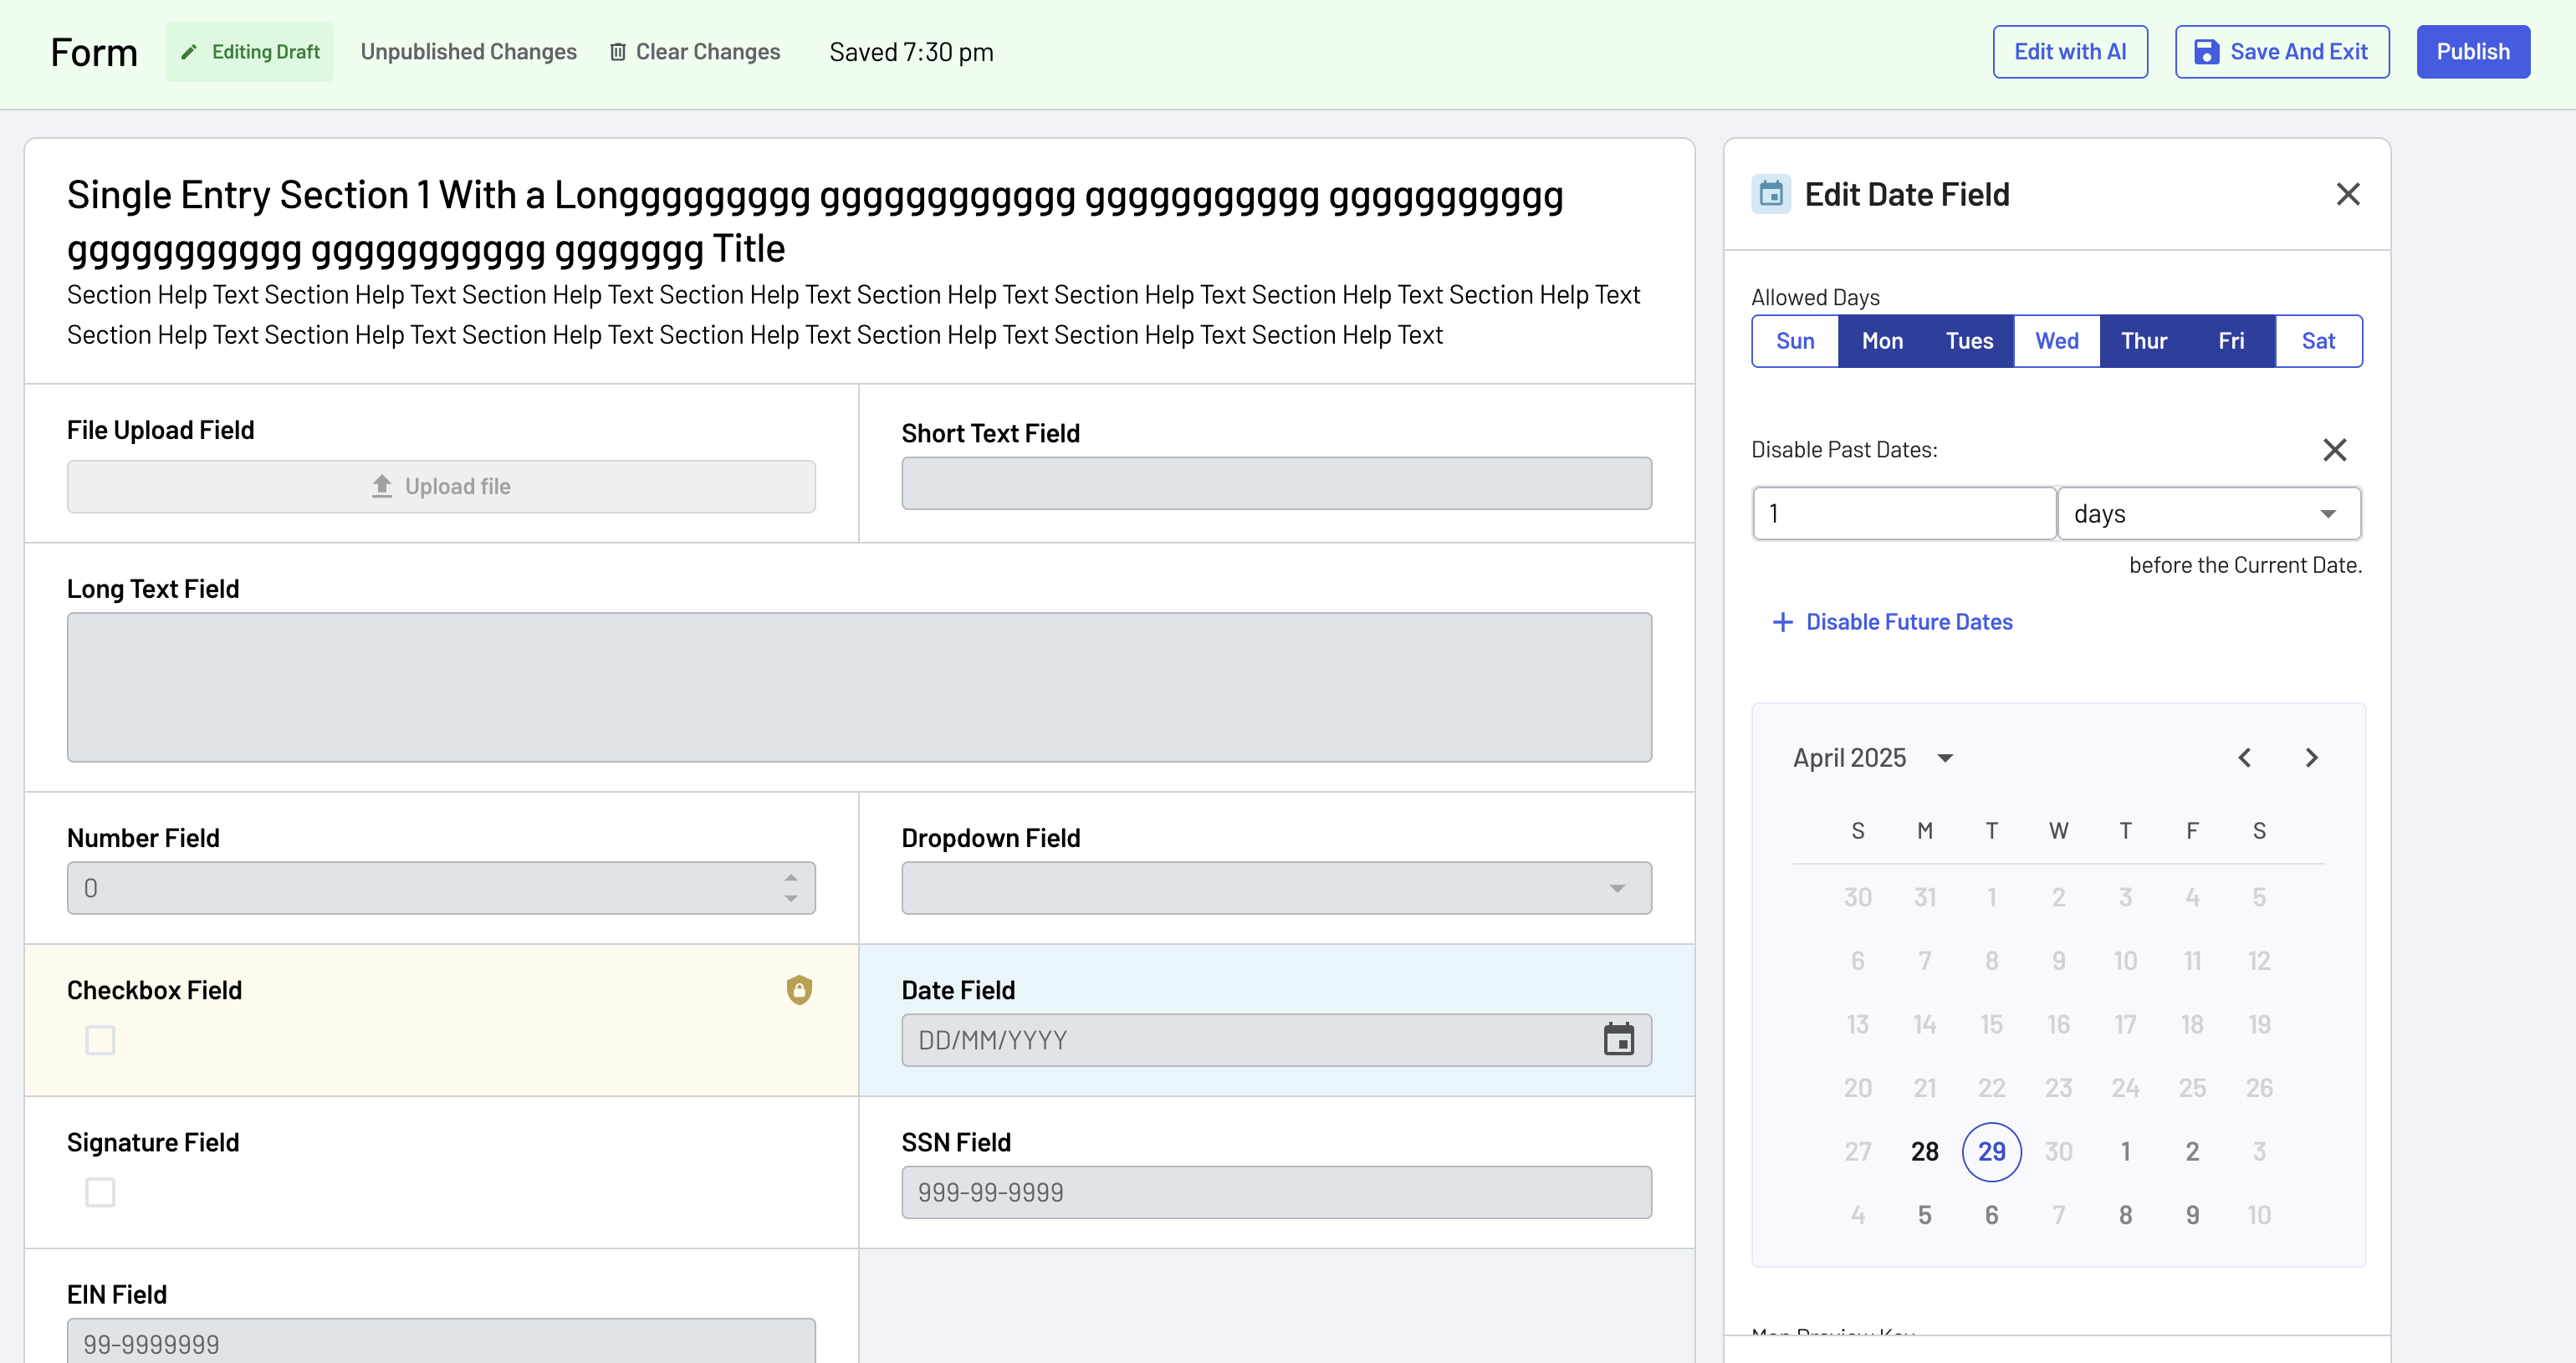 Form
Editing Draft
Unpublished Changes
Clear Changes
Saved 7:30 pm
Edit with AI
Save And Exit
Publish
Single Entry Section 1 With a Longgggggggg gggggggggggg ggggggggggg ggggggggggg
ggggggggggg ggggggggggg ggggggg Title
Section Help Text Section Help Text Section Help Text Section Help Text Section Help Text Section Help Text Section Help Text Section Help Text
Section Help Text Section Help Text Section Help Text Section Help Text Section Help Text Section Help Text Section Help Text
File Upload Field
Upload file
Short Text Field
Long Text Field
Number Field
0
Dropdown Field
Checkbox Field
Date Field
DD/MM/YYYY
Signature Field
SSN Field
999-99-9999
EIN Field
99-9999999
Edit Date Field
Allowed Days
Sun Mon Tues Wed Thur Fri Sat
Disable Past Dates:
1 days
before the Current Date.
Disable Future Dates
April 2025
S M T W T F S
30 31 1 2 3 4 5
6 7 8 9 10 11 12
13 14 15 16 17 18 19
20 21 22 23 24 25 26
27 28 29 30 1 2 3
4 5 6 7 8 9 10